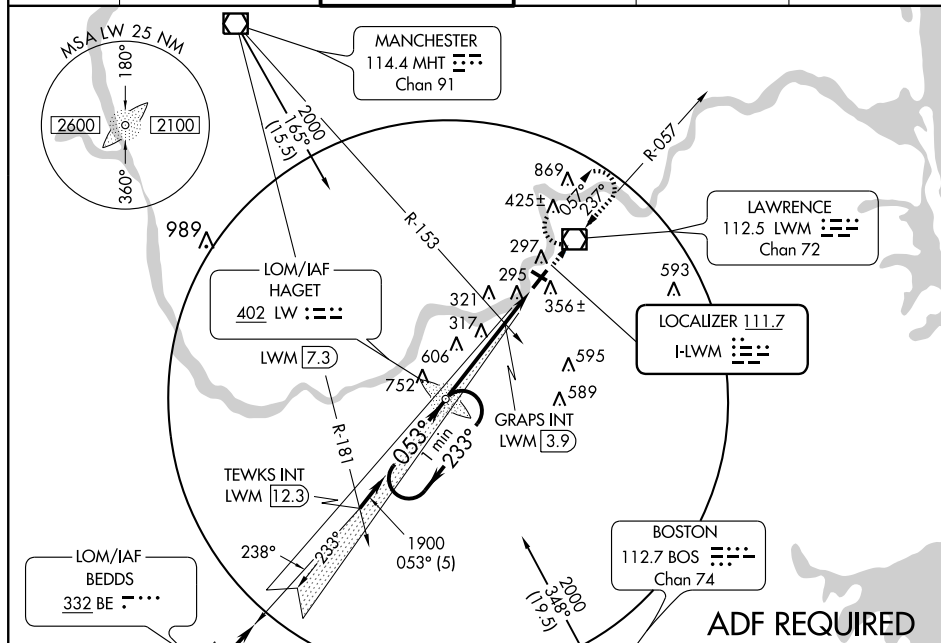 MSA LW 25 NM
180°
2600
2100
360°
MANCHESTER
114.4 MHT
Chan 91
2000
165°
(15.5)
2000
R-153
R-057
869
425±
057°
237°
LAWRENCE
112.5 LWM
Chan 72
989
297
593
LOM/IAF
HAGET
402 LW
295
321
356±
LOCALIZER 111.7
I-LWM
317
LWM 7.3
606
595
752
589
GRAPS INT
LWM 3.9
R-181
053°
1 min
233°
TEWKS INT
LWM 12.3
238°
233°
1900
053° (5)
LOM/IAF
BEDDS
332 BE
BOSTON
112.7 BOS
Chan 74
2000
348°
(19.5)
ADF REQUIRED